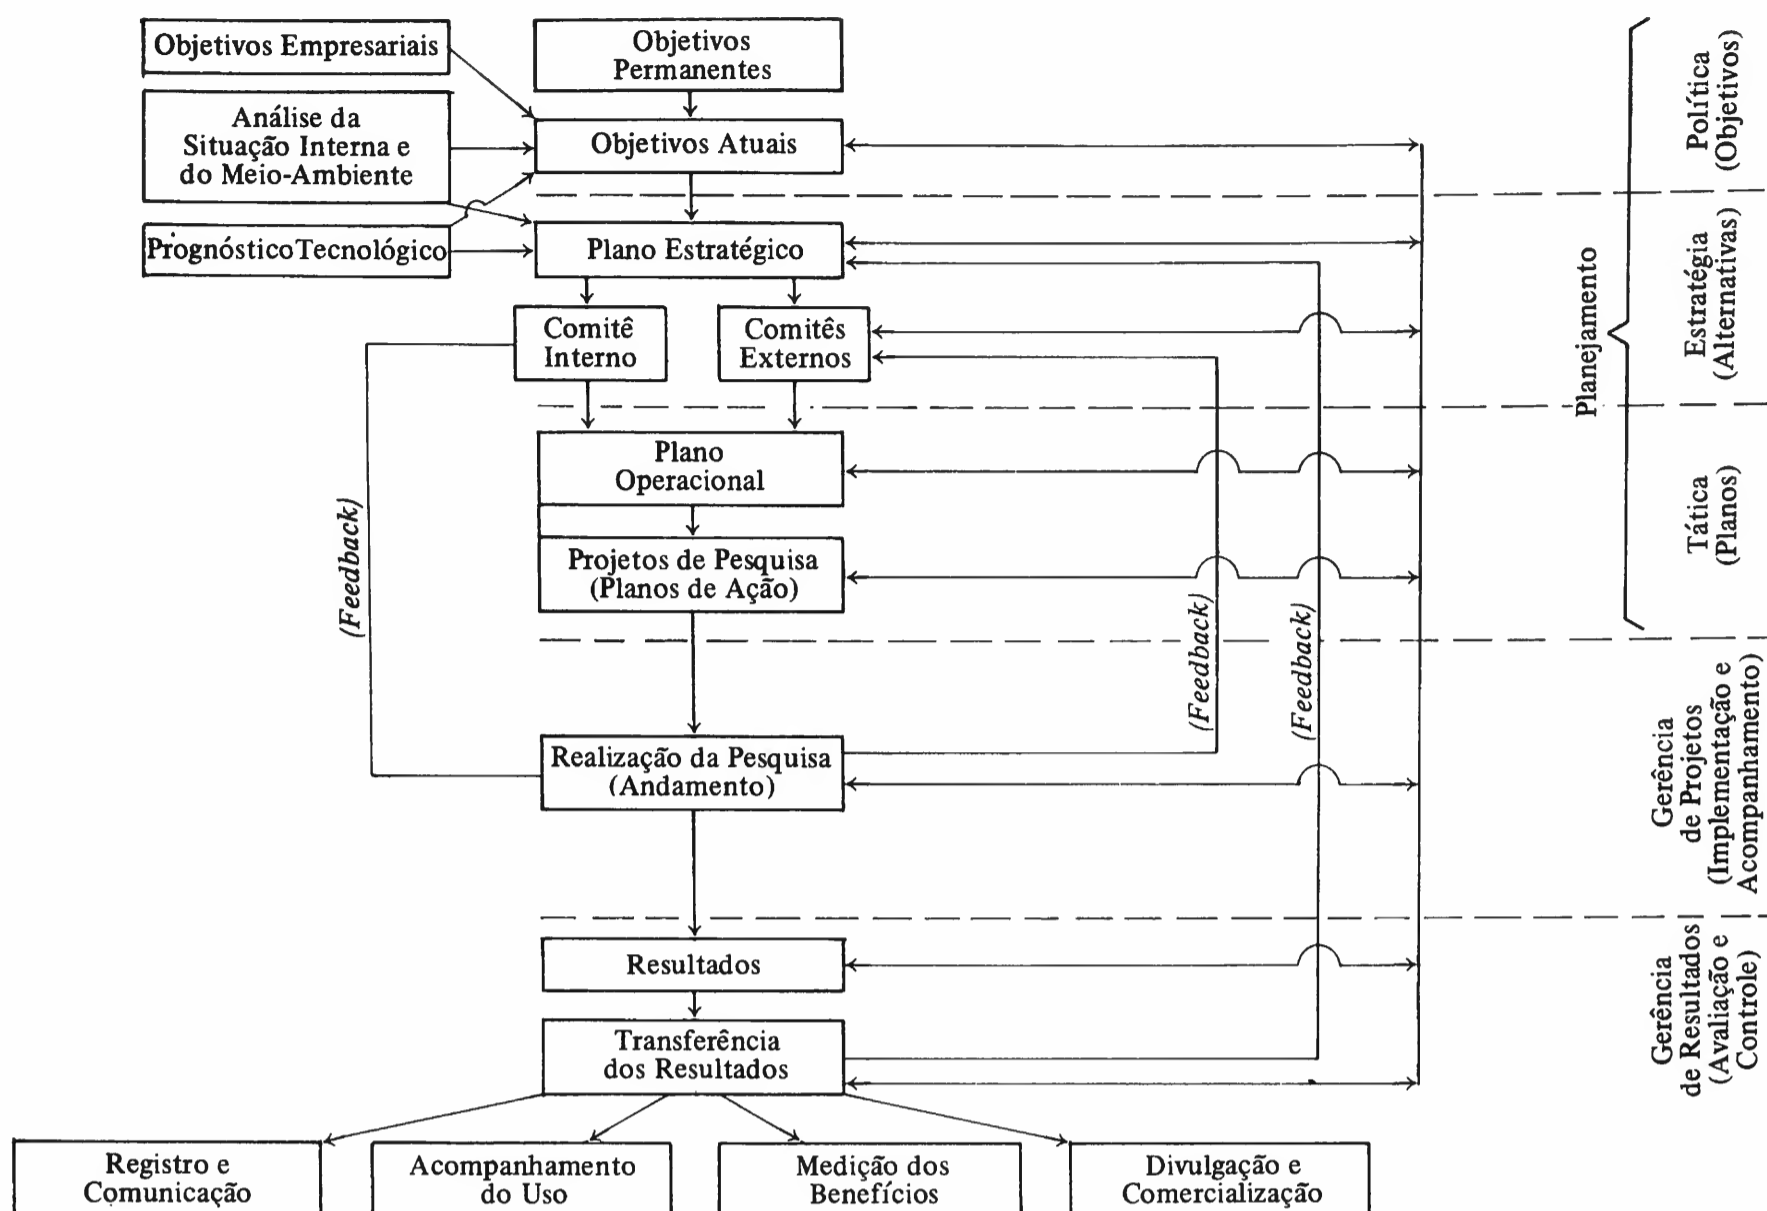 Objetivos Empresariais
Objetivos
Permanentes
Análise da
Situação Interna e
do Meio-Ambiente
Objetivos Atuais
Prognóstico Tecnológico
Plano Estratégico
Comitê
Interno
Comitês
Externos
Plano
Operacional
Projetos de Pesquisa
(Planos de Ação)
(Feedback)
(Feedback)
(Feedback)
Realização da Pesquisa
(Andamento)
Resultados
Transferência
dos Resultados
Registro e
Comunicação
Acompanhamento
do Uso
Medição dos
Benefícios
Divulgação e
Comercialização
Planejamento
Política
(Objetivos)
Estratégia
(Alternativas)
Tática
(Planos)
Gerência
de Projetos
(Implementação e
Acompanhamento)
Gerência
de Resultados
(Avaliação e
Controle)